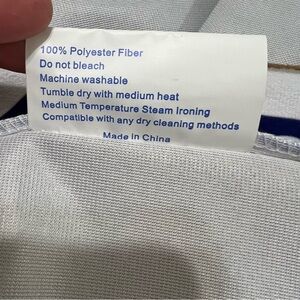 100% Polyester Fiber
Do not bleach
Machine washable
Tumble dry with medium heat
Medium Temperature Steam ironing
Compatible with any dry cleaning methods
Made in China